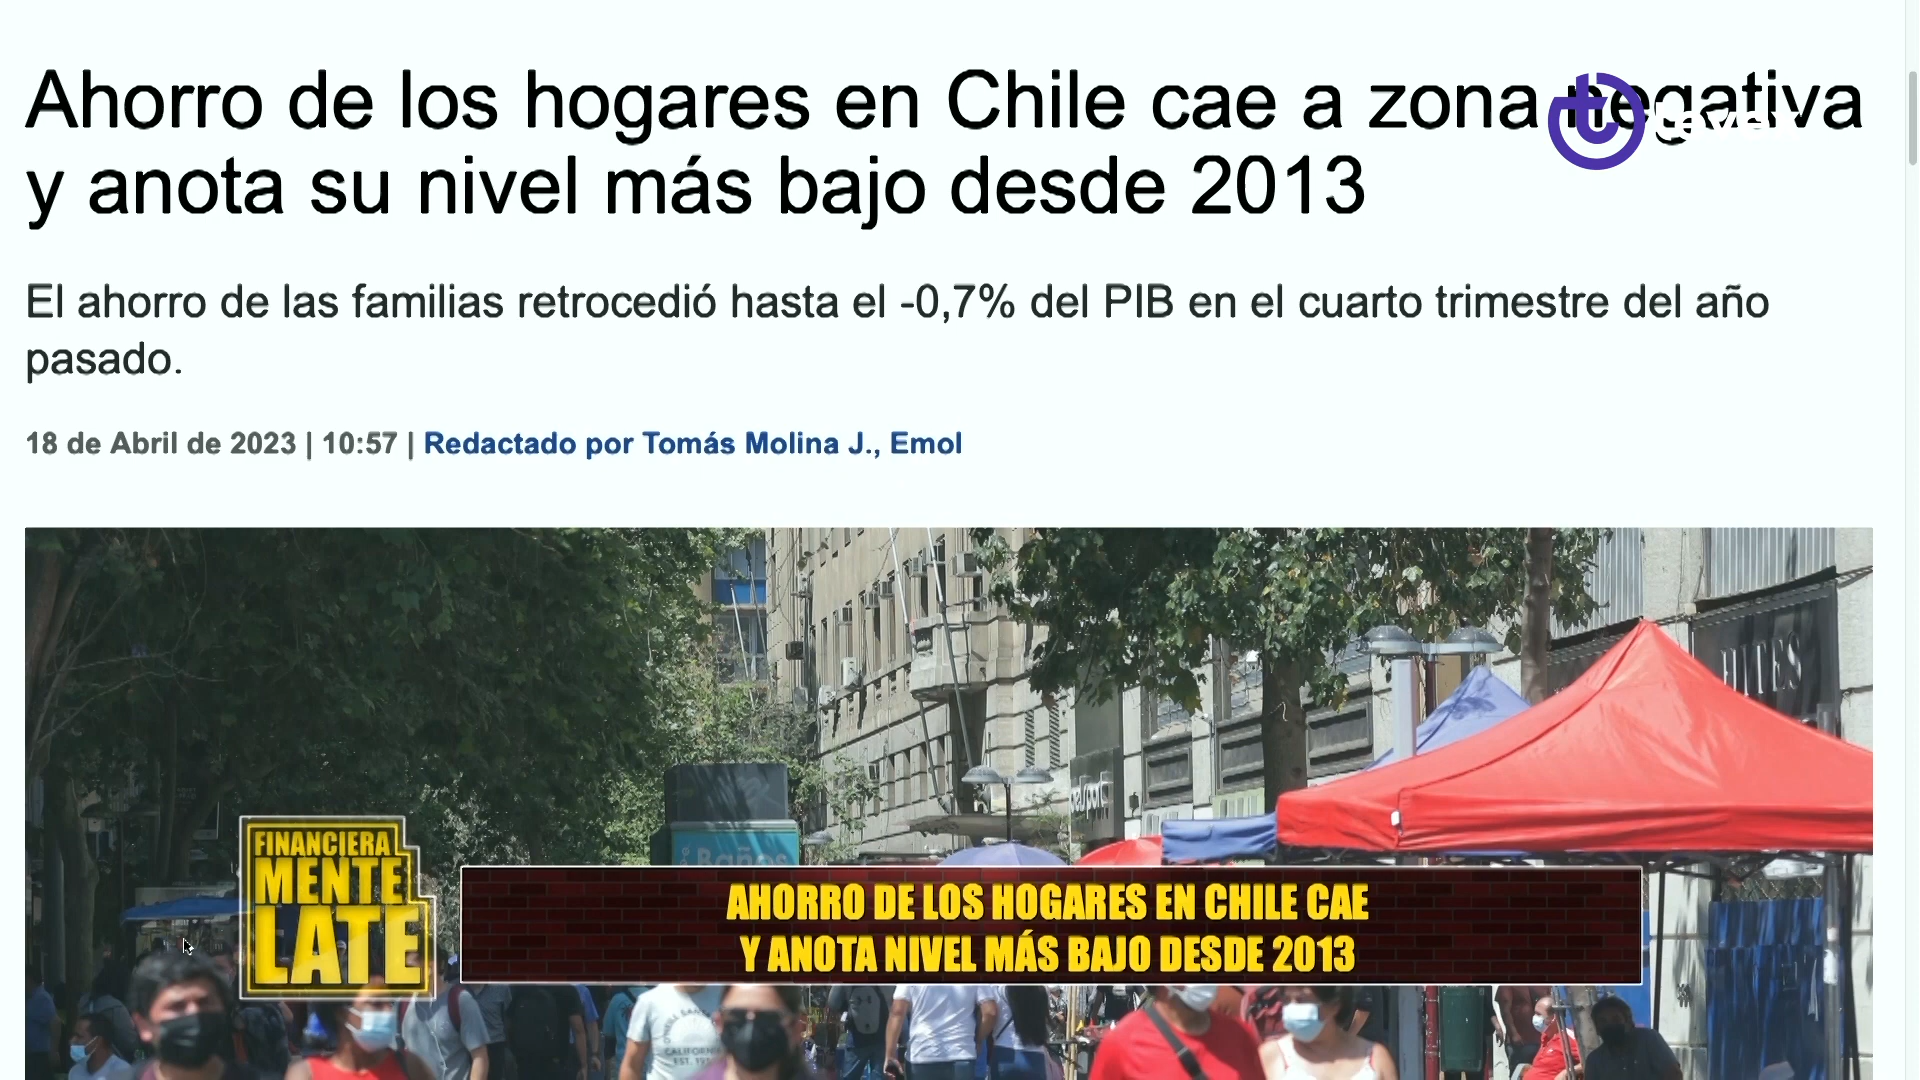 Ahorro de los hogares en Chile cae a zona negativa
y anota su nivel más bajo desde 2013
El ahorro de las familias retrocedió hasta el -0,7% del PIB en el cuarto trimestre del año
pasado.
18 de Abril de 2023 | 10:57 | Redactado por Tomás Molina J., Emol
Baños
FINANCIERA
MENTE
LATE
AHORRO DE LOS HOGARES EN CHILE CAE
Y ANOTA NIVEL MÁS BAJO DESDE 2013
CALIFORNIA